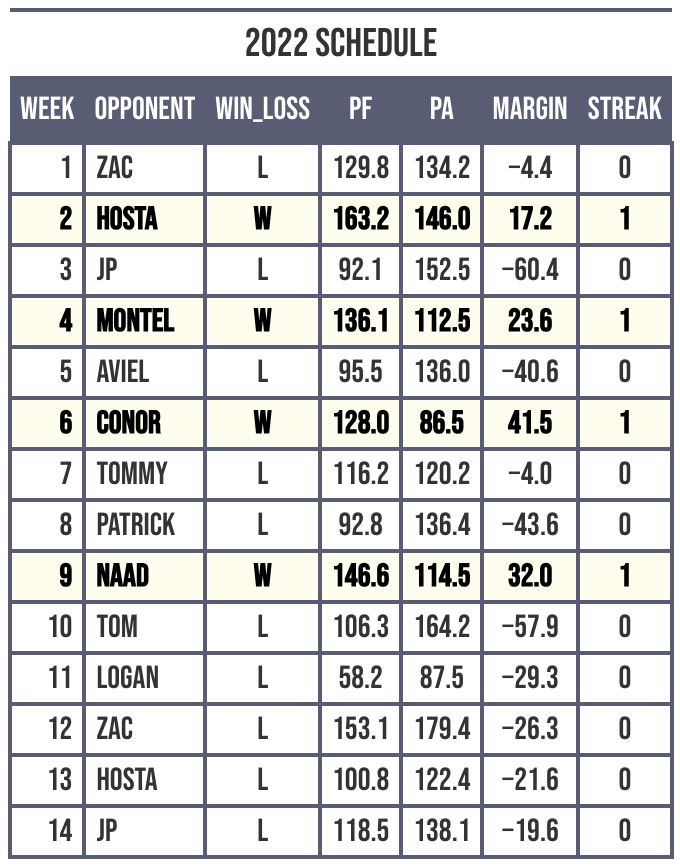 2022 SCHEDULE
WEEK OPPONENT WIN_LOSS PF PA MARGIN STREAK
1 ZAC L 129.8 134.2 −4.4 0
2 HOSTA W 163.2 146.0 17.2 1
3 JP L 92.1 152.5 −60.4 0
4 MONTEL W 136.1 112.5 23.6 1
5 AVIEL L 95.5 136.0 −40.6 0
6 CONOR W 128.0 86.5 41.5 1
7 TOMMY L 116.2 120.2 −4.0 0
8 PATRICK L 92.8 136.4 −43.6 0
9 NAAD W 146.6 114.5 32.0 1
10 TOM L 106.3 164.2 −57.9 0
11 LOGAN L 58.2 87.5 −29.3 0
12 ZAC L 153.1 179.4 −26.3 0
13 HOSTA L 100.8 122.4 −21.6 0
14 JP L 118.5 138.1 −19.6 0